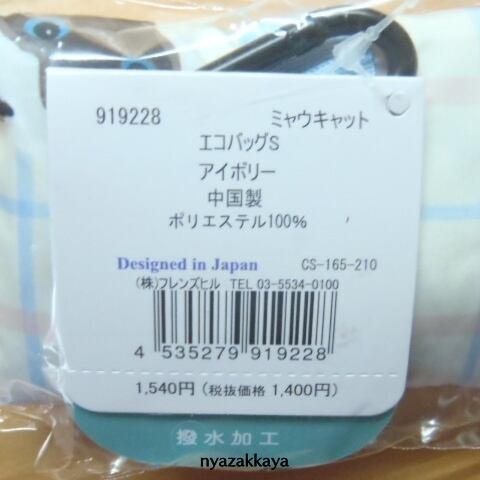 919228 ミャウキャット
エコバッグS
アイボリー
中国製
ポリエステル100%
Designed in Japan CS-165-210
(株)フレンズヒル TEL 03-5534-0100
4 535279 919228
1,540円(税抜価格 1,400円)
撥水加工
nyazakkaya